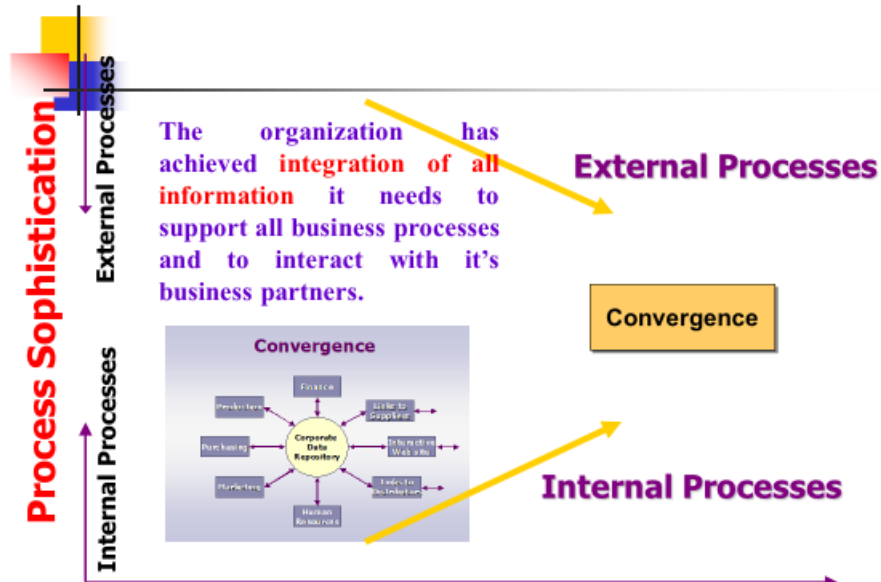 Process Sophistication
External Processes
Internal Processes
The organization has
achieved integration of all
information it needs to
support all business processes
and to interact with it's
business partners.
External Processes
Convergence
Internal Processes
Convergence
Finance
Production
Links to
Suppliers
Purchasing
Corporate
Data
Repository
Interactive
Web site
Marketing
Links to
Distributors
Human
Resources